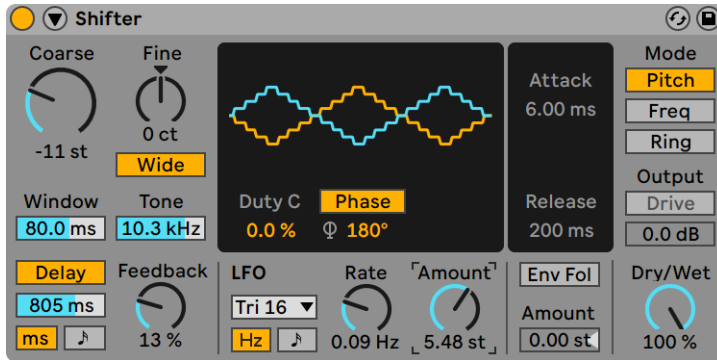 Shifter
Coarse
Fine
Attack
6.00 ms
Mode
Pitch
Freq
Ring
-11 st
0 ct
Wide
Output
Window
Tone
Duty C
Phase
Release
Drive
80.0 ms
10.3 kHz
0.0 %
180°
200 ms
0.0 dB
Delay
Feedback
LFO
Rate
Amount
Env Fol
Dry/Wet
805 ms
Tri 16
Amount
ms
13 %
Hz
0.09 Hz
5.48 st
0.00 st
100 %